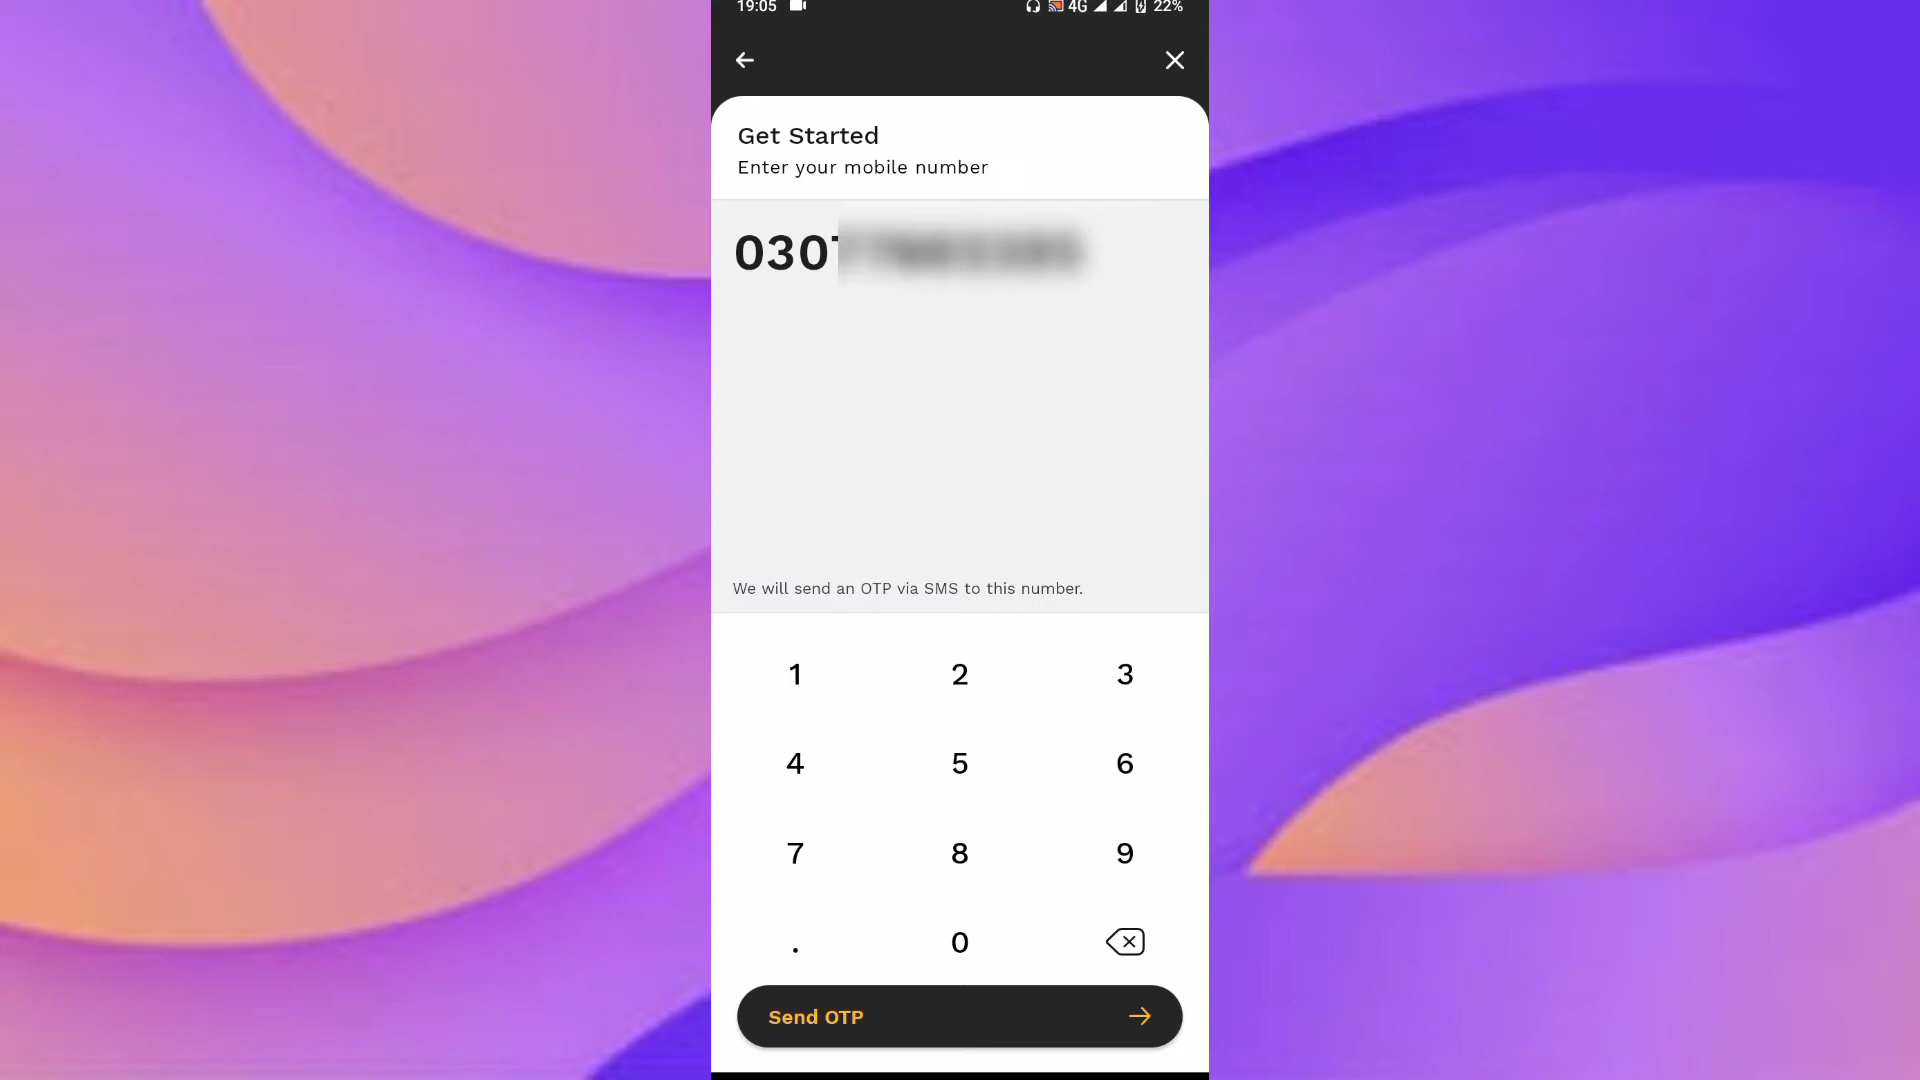 19:05 4G 22%
Get Started
Enter your mobile number
030
We will send an OTP via SMS to this number.
1 2 3
4 5 6
7 8 9
. 0
Send OTP